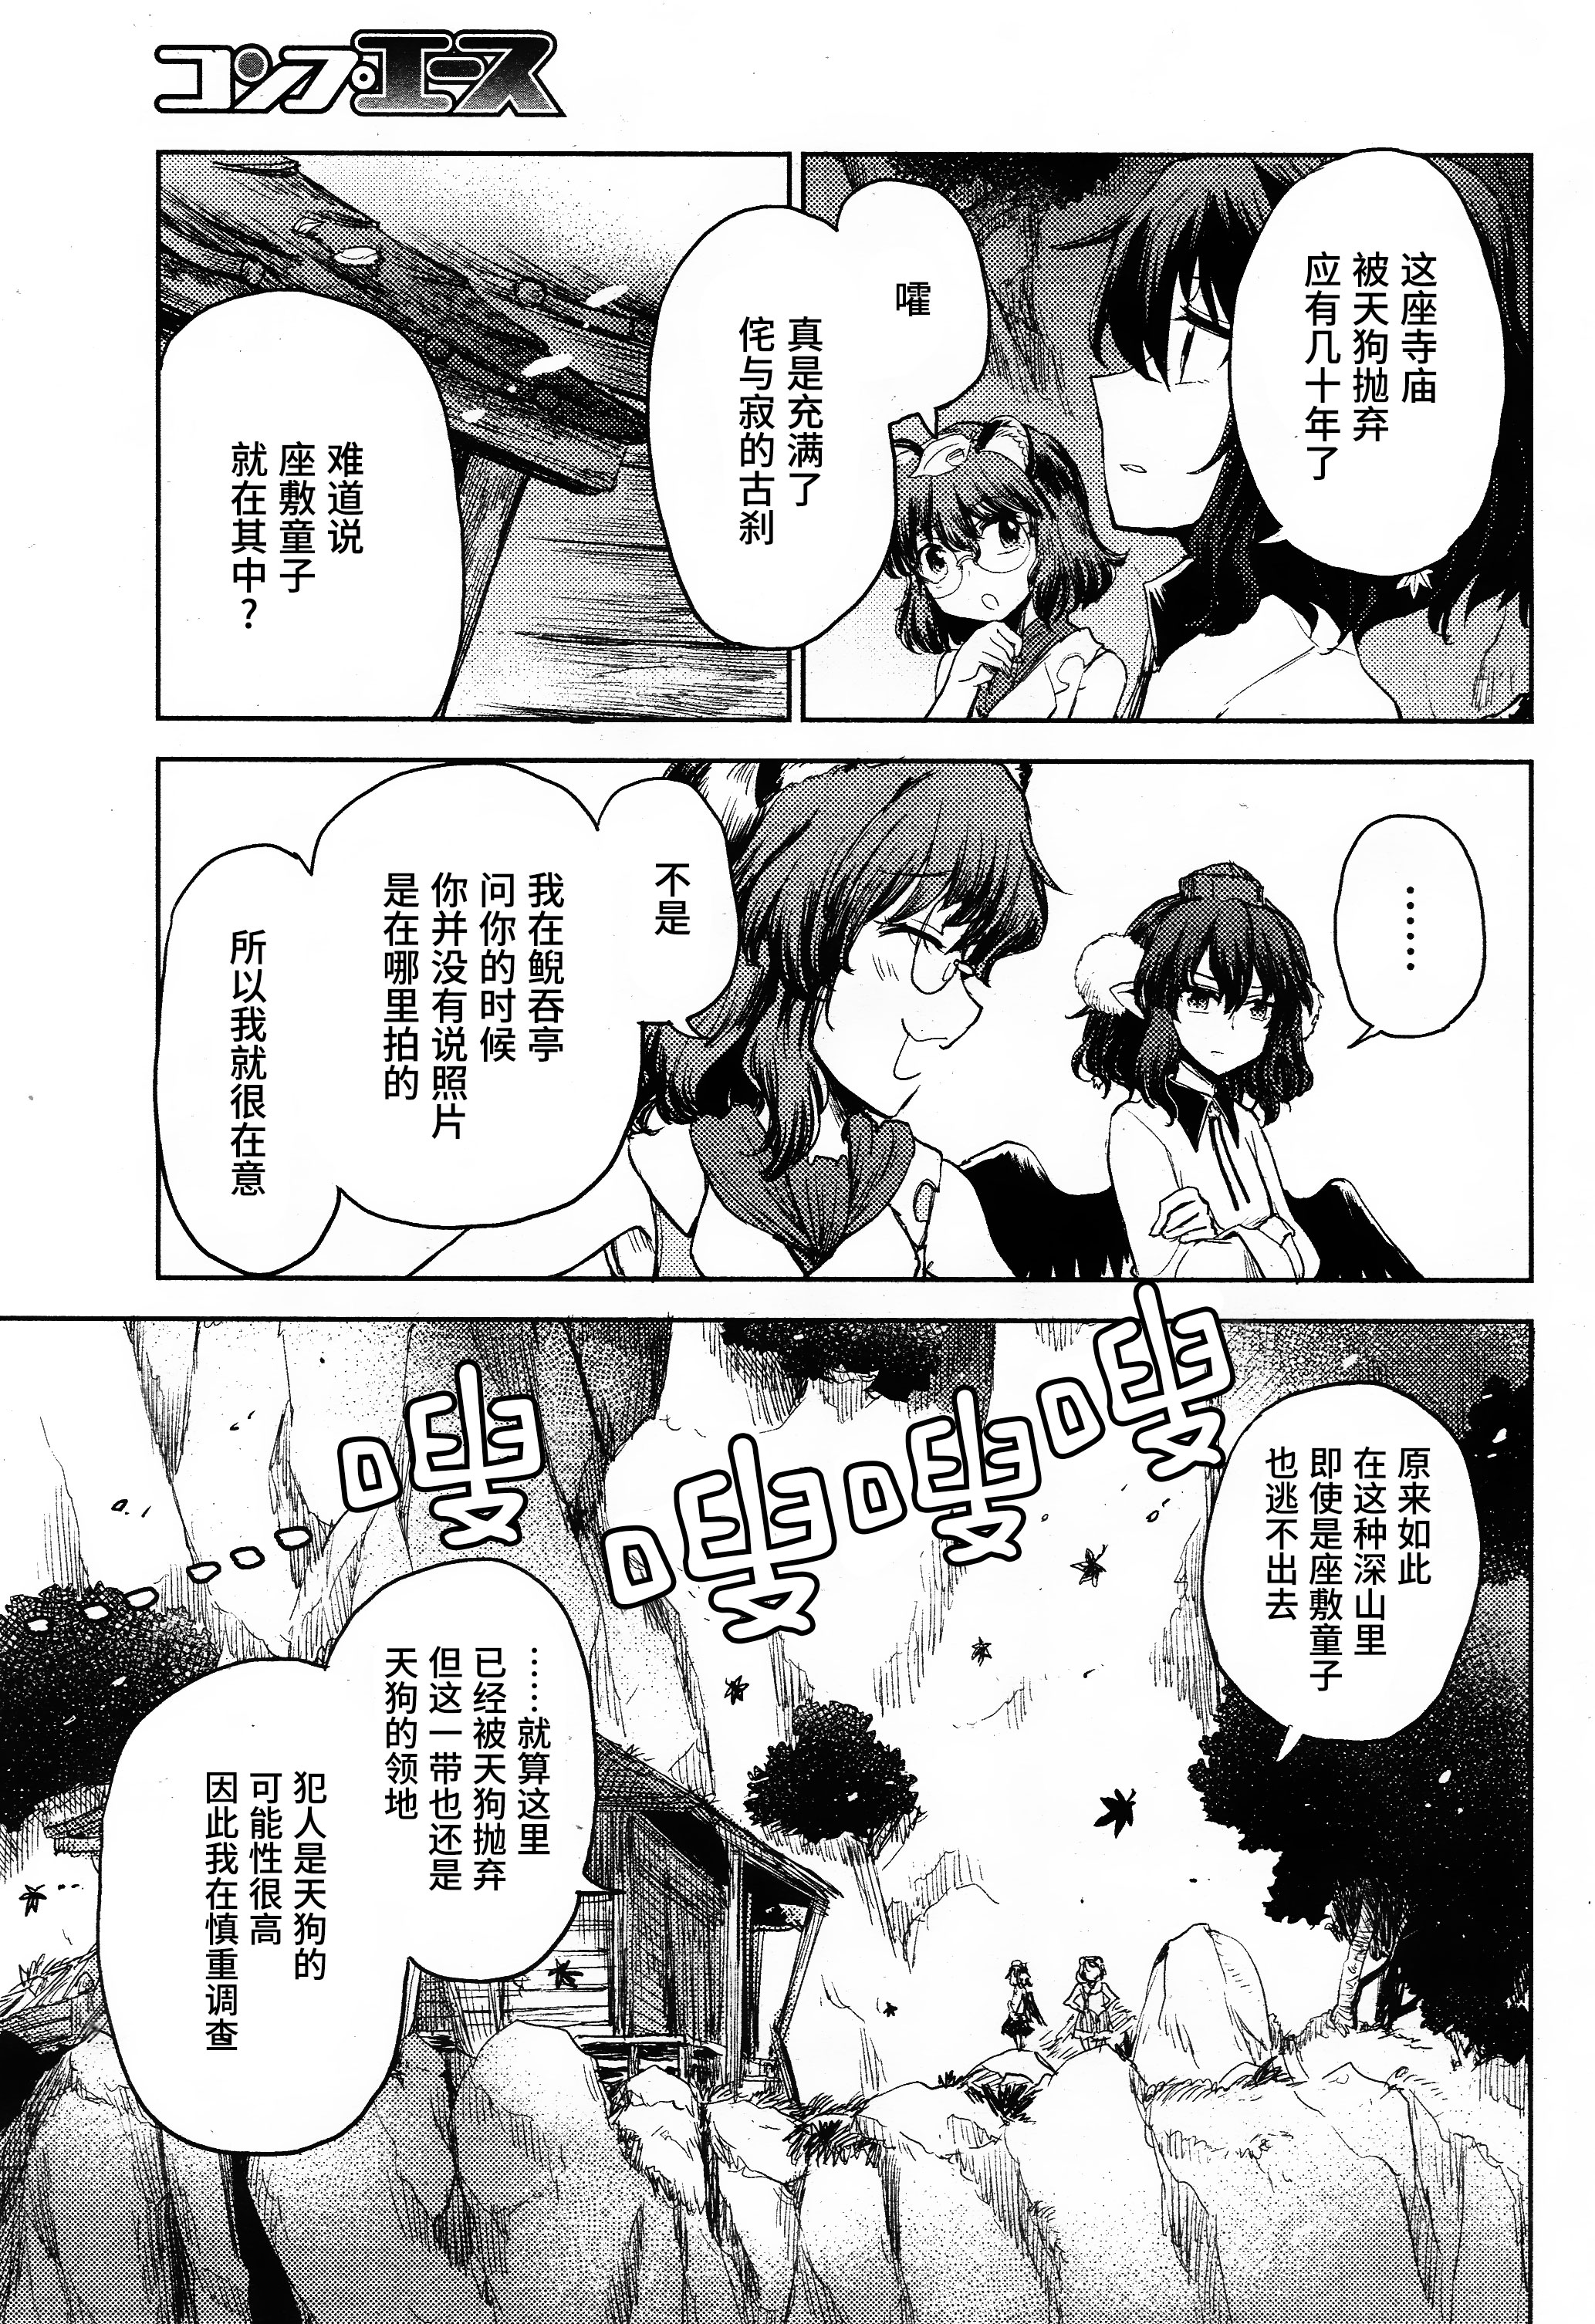 コンプエース
这座寺庙
被天狗抛弃
应有几十年了
嚯
真是充满了
侘与寂的古刹
难道说
座敷童子
就在其中?
……
不是
我在鲵吞亭
问你的时候
你并没有说照片
是在哪里拍的
所以我就很在意
原来如此
在这种深山里
即使是座敷童子
也逃不出去
嗖嗖嗖嗖……
……就算这里
已经被天狗抛弃
但这一带也还是
天狗的领地
犯人是天狗的
可能性很高
因此我在慎重调查